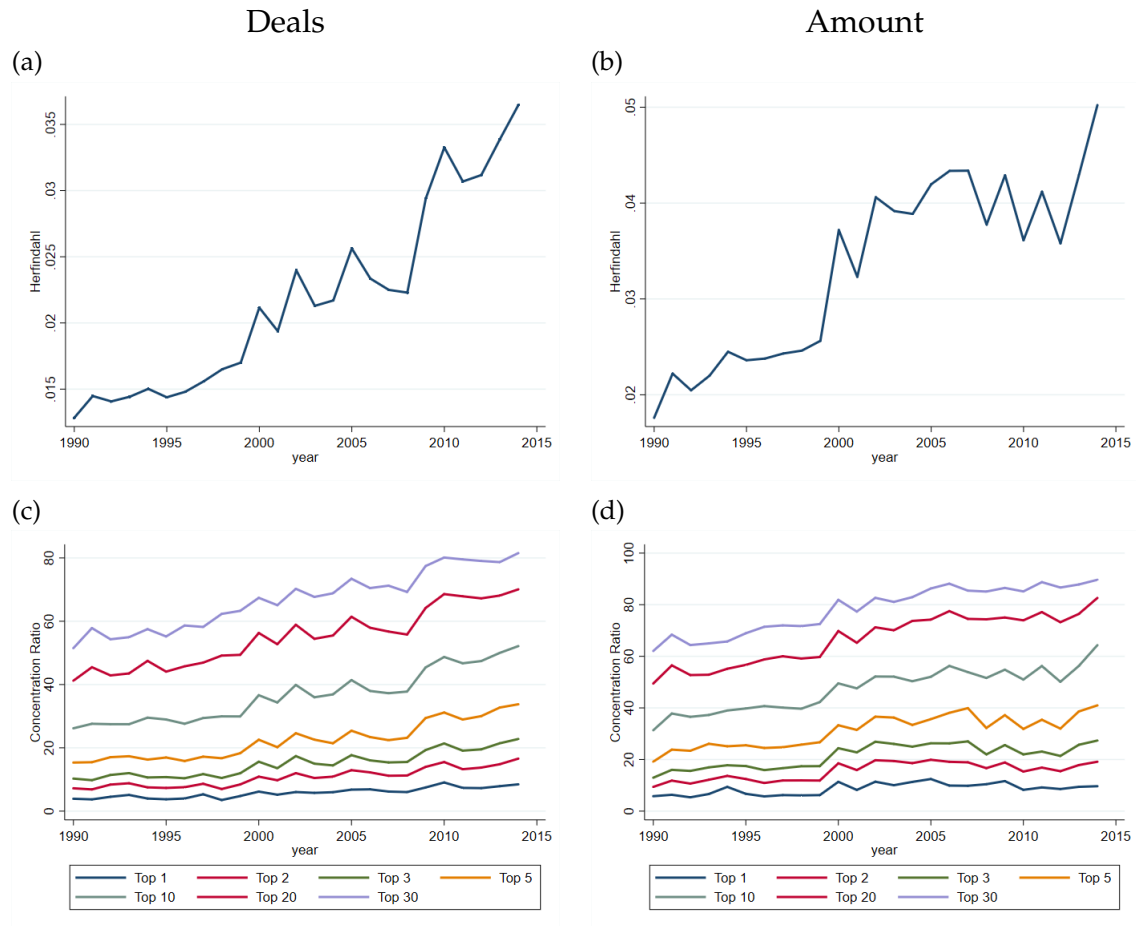 Deals
Amount
(a)
(b)
Herfindahl
.035
.03
.025
.02
.015
1990 1995 2000 2005 2010 2015
year
Herfindahl
.05
.04
.03
.02
1990 1995 2000 2005 2010 2015
year
(c)
(d)
Concentration Ratio
80
60
40
20
0
1990 1995 2000 2005 2010 2015
year
Top 1 Top 2 Top 3 Top 5
Top 10 Top 20 Top 30
Concentration Ratio
100
80
60
40
20
0
1990 1995 2000 2005 2010 2015
year
Top 1 Top 2 Top 3 Top 5
Top 10 Top 20 Top 30